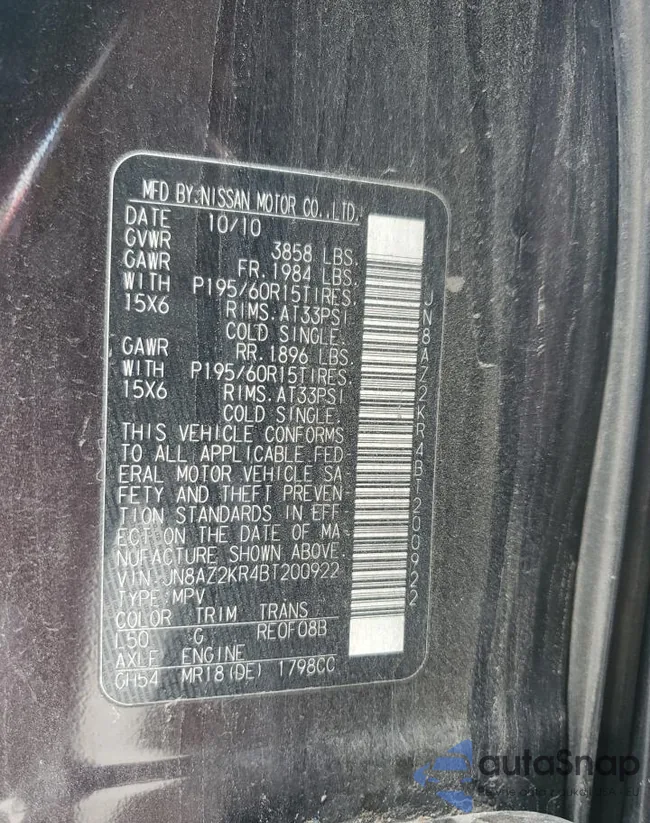 MFD BY:NISSAN MOTOR CO.,LTD.
DATE 10/10
GVWR 3858 LBS.
GAWR FR.1984 LBS.
WITH P195/60R15TIRES.
15X6 RIMS.AT33PSI
COLD SINGLE.
GAWR RR.1896 LBS.
WITH P195/60R15TIRES.
15X6 RIMS.AT33PSI
COLD SINGLE.
THIS VEHICLE CONFORMS
TO ALL APPLICABLE FED
ERAL MOTOR VEHICLE SA
FETY AND THEFT PREVEN
TION STANDARDS IN EFF
ECT ON THE DATE OF MA
NUFACTURE SHOWN ABOVE.
VIN:JN8AZ2KR4BT200922
TYPE:MPV
COLOR TRIM TRANS
L50 G RE0F08B
AXLE ENGINE
GH54 MR18(DE) 1798CC
JN8AZ2KR4BT200922
autoSnap